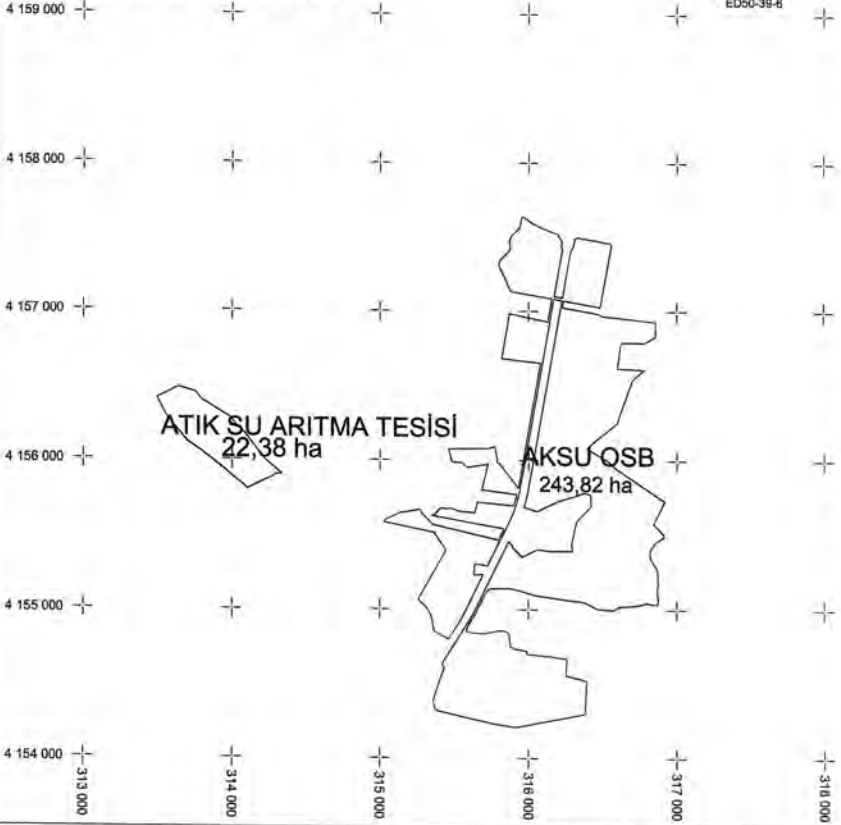 ED50-39-6
4 159 000
4 158 000
4 157 000
ATIK SU ARITMA TESİSİ
22,38 ha
4 156 000
AKSU OSB
243,82 ha
4 155 000
4 154 000
313 000
314 000
315 000
316 000
317 000
318 000